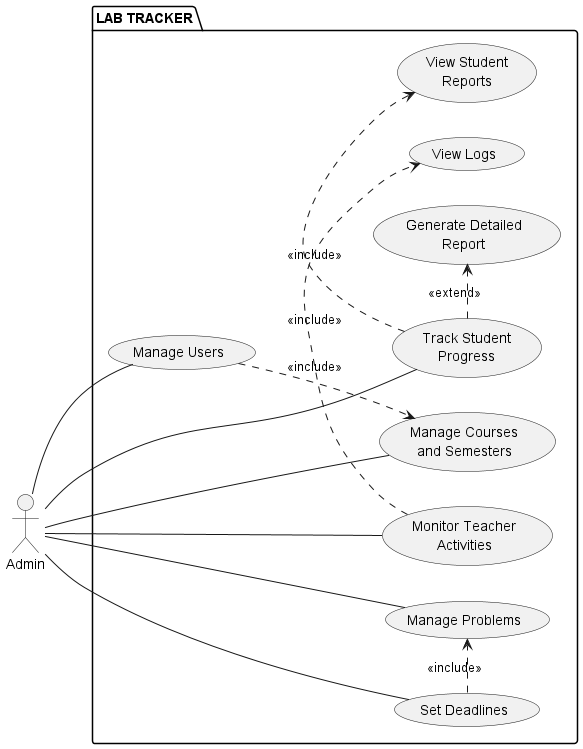 LAB TRACKER
View Student
Reports
View Logs
Generate Detailed
Report
«include»
«extend»
«include»
Track Student
Progress
Manage Users
«include»
Manage Courses
and Semesters
Monitor Teacher
Activities
Admin
Manage Problems
«include»
Set Deadlines